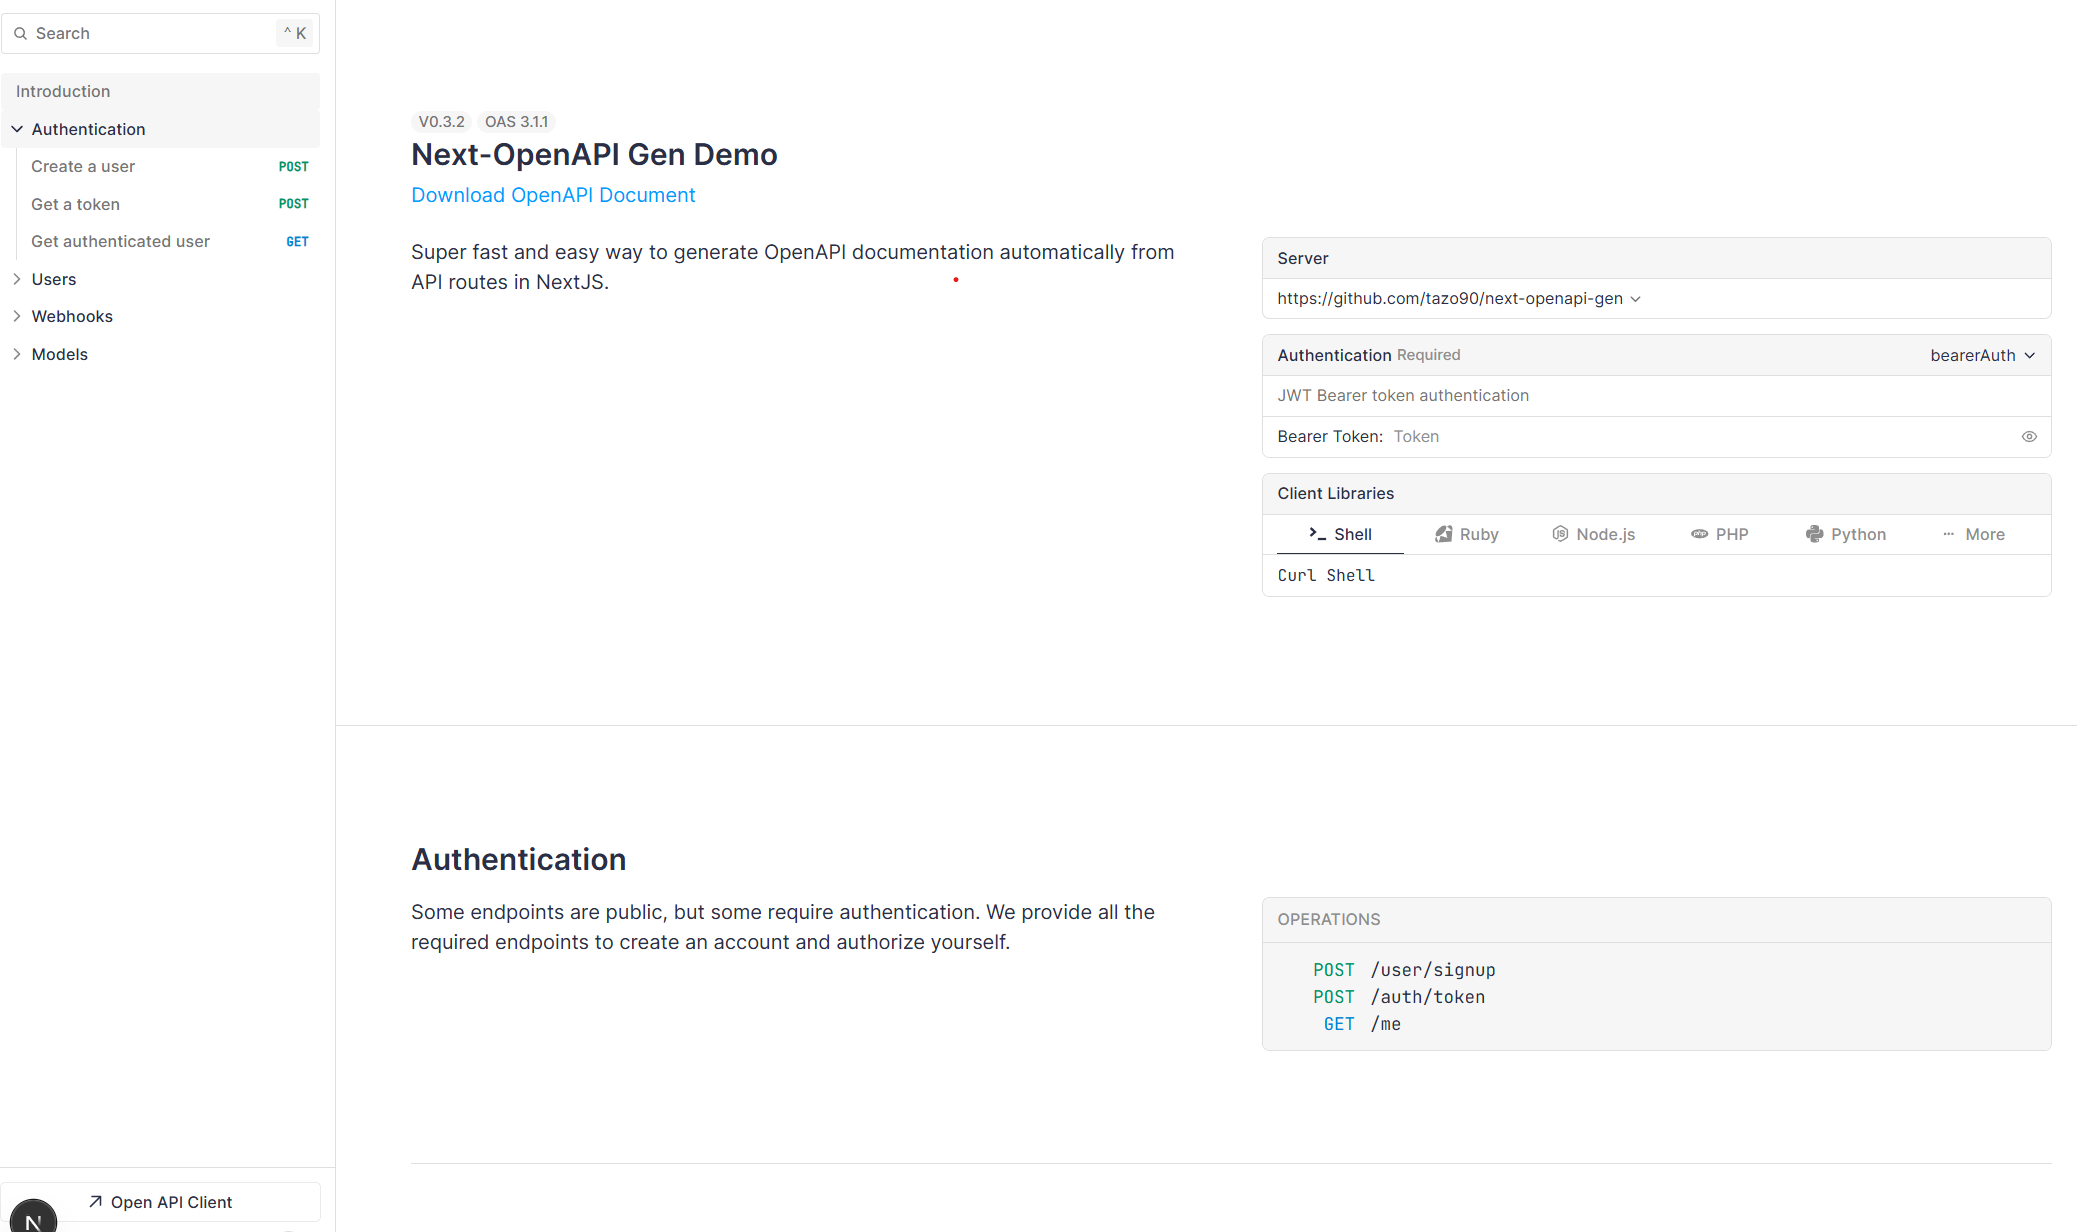 Search
^ K
Introduction
Authentication
Create a user POST
Get a token POST
Get authenticated user GET
Users
Webhooks
Models
Open API Client
N
V0.3.2 OAS 3.1.1
Next-OpenAPI Gen Demo
Download OpenAPI Document
Super fast and easy way to generate OpenAPI documentation automatically from
API routes in NextJS.
Server
https://github.com/tazo90/next-openapi-gen
Authentication Required bearerAuth
JWT Bearer token authentication
Bearer Token: Token
Client Libraries
Shell Ruby Node.js PHP Python More
Curl Shell
Authentication
Some endpoints are public, but some require authentication. We provide all the
required endpoints to create an account and authorize yourself.
OPERATIONS
POST /user/signup
POST /auth/token
GET /me